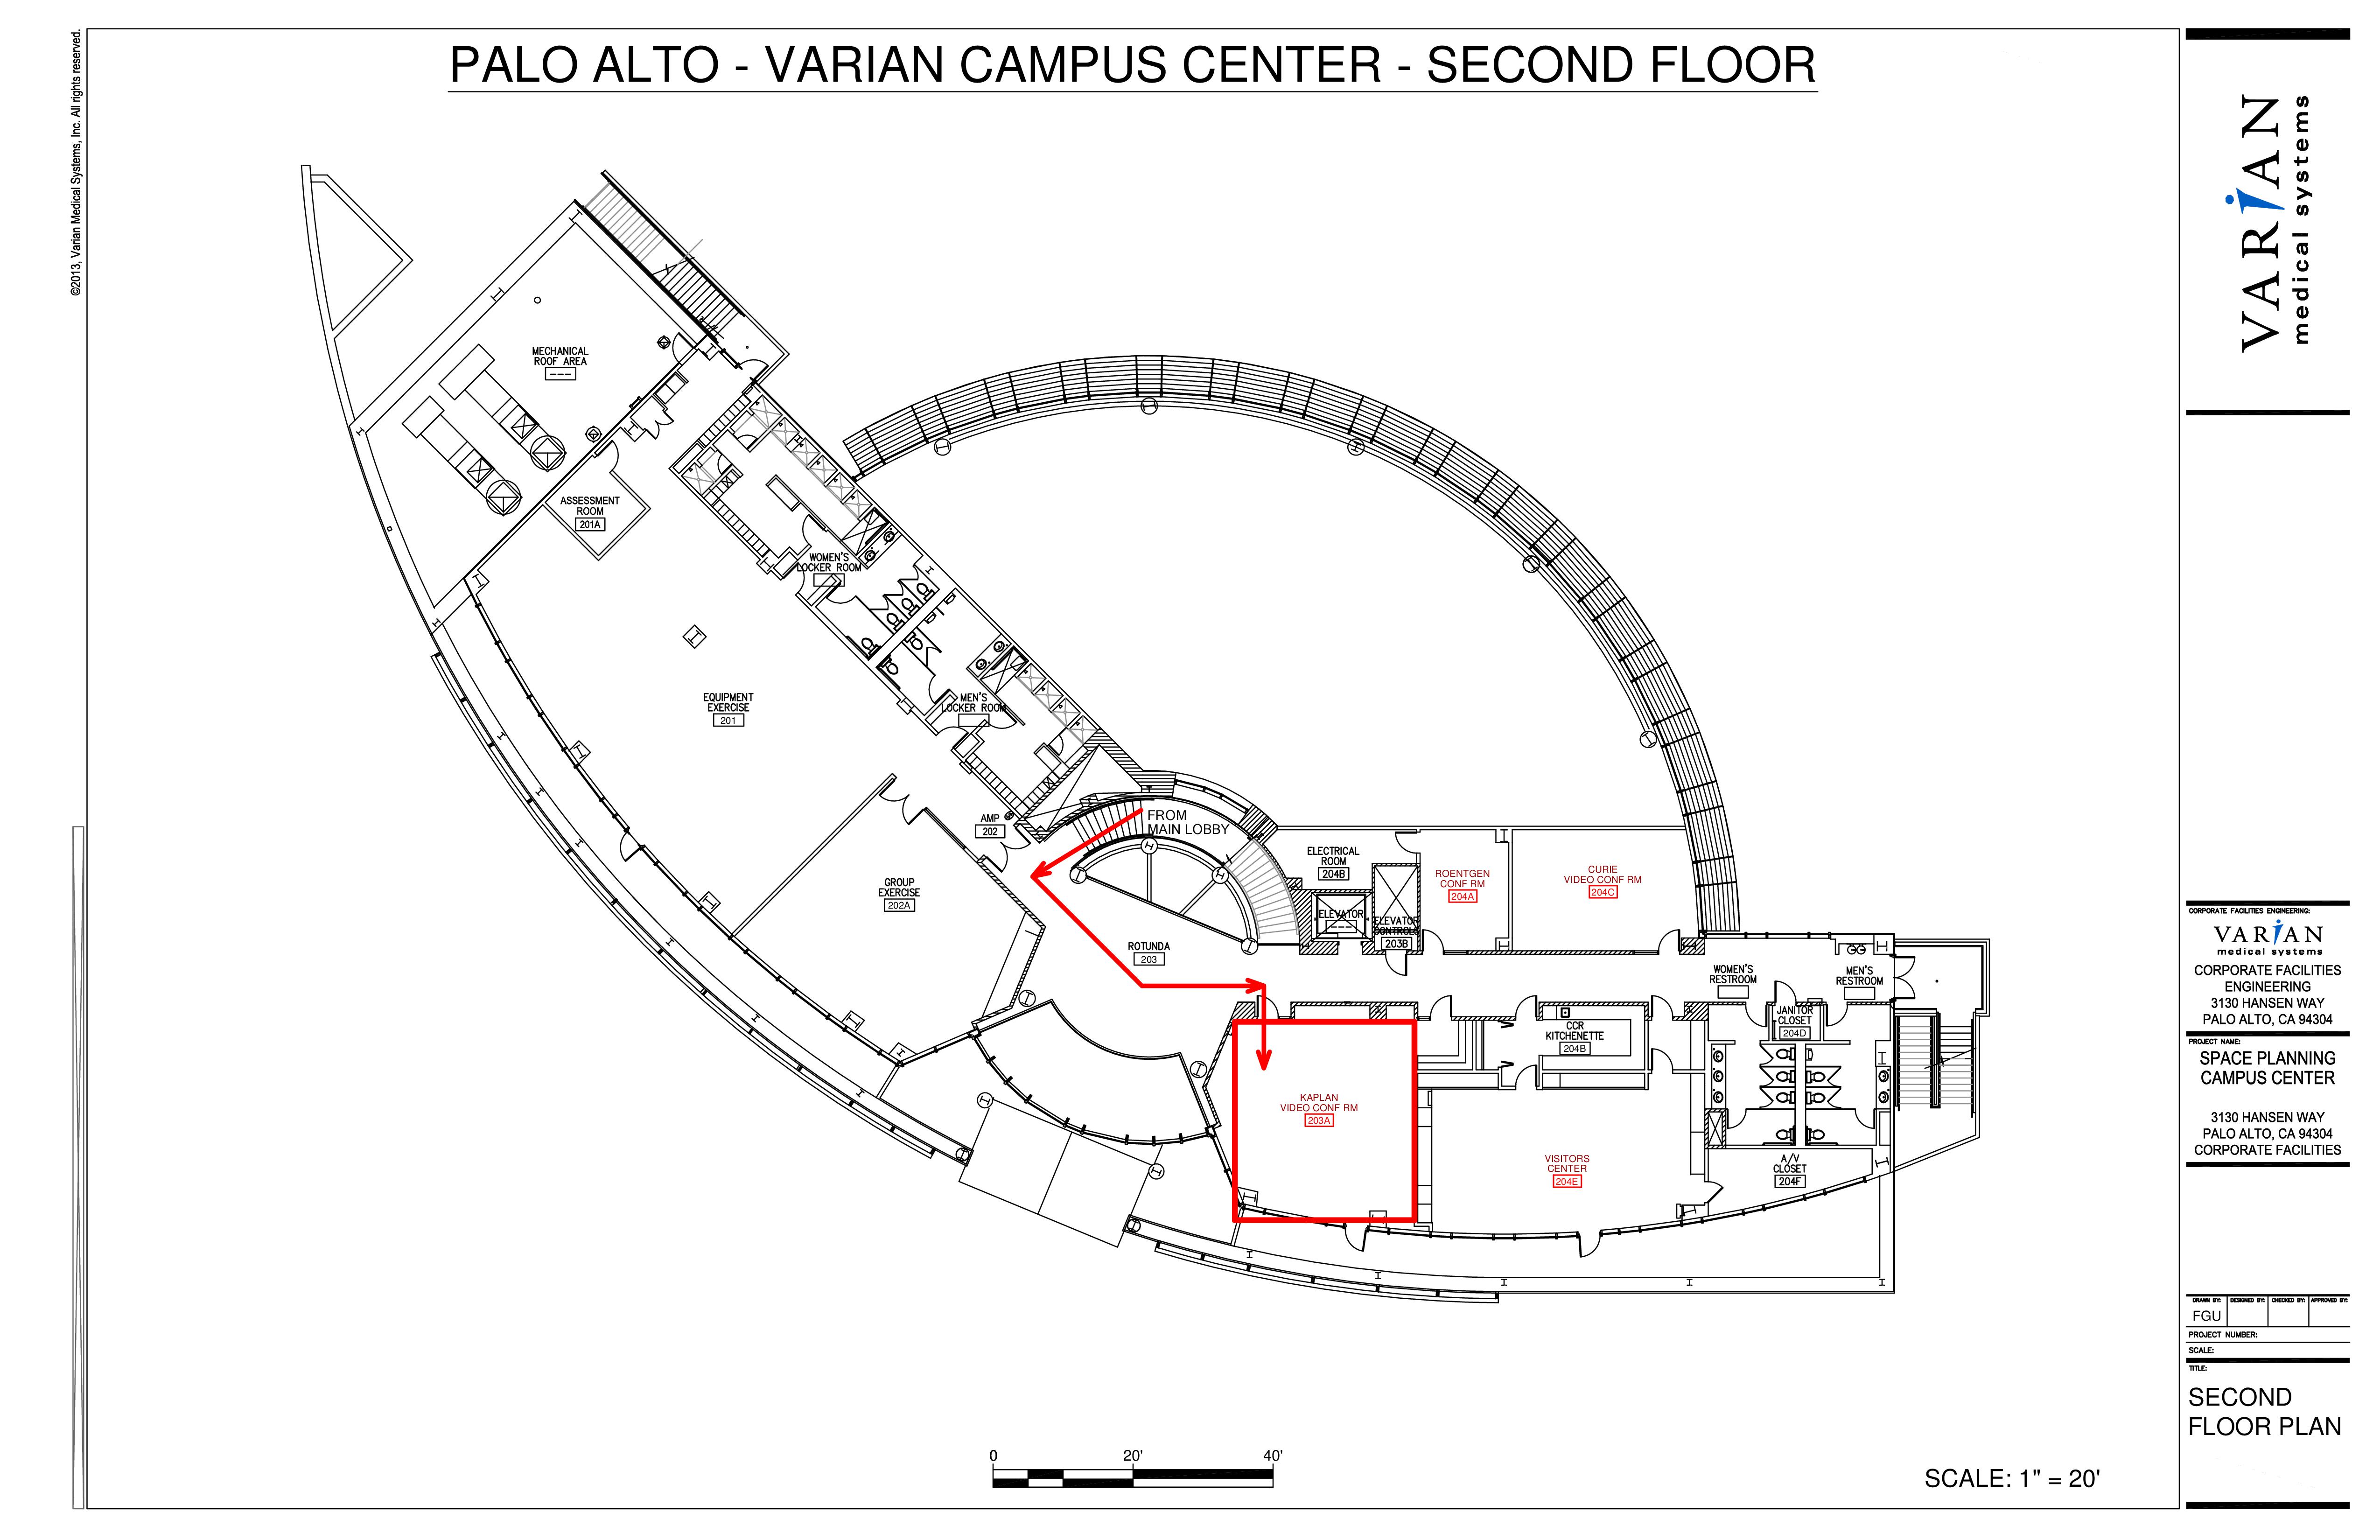 PALO ALTO - VARIAN CAMPUS CENTER - SECOND FLOOR
©2013, Varian Medical Systems, Inc. All rights reserved.
VARIAN
medical systems
MECHANICAL
ROOF AREA
---
ASSESSMENT
ROOM
201A
WOMEN'S
LOCKER ROOM
EQUIPMENT
EXERCISE
201
MEN'S
LOCKER ROOM
AMP
202
FROM
MAIN LOBBY
GROUP
EXERCISE
202A
ROTUNDA
203
ELECTRICAL
ROOM
204B
ELEVATOR
---
ELEVATOR
CONTROLS
203B
ROENTGEN
CONF RM
204A
CURIE
VIDEO CONF RM
204C
WOMEN'S
RESTROOM
MEN'S
RESTROOM
JANITOR
CLOSET
204D
CCR
KITCHENETTE
204B
KAPLAN
VIDEO CONF RM
203A
VISITORS
CENTER
204E
A/V
CLOSET
204F
0 20' 40'
SCALE: 1" = 20'
CORPORATE FACILITIES ENGINEERING:
VARIAN
medical systems
CORPORATE FACILITIES
ENGINEERING
3130 HANSEN WAY
PALO ALTO, CA 94304
PROJECT NAME:
SPACE PLANNING
CAMPUS CENTER
3130 HANSEN WAY
PALO ALTO, CA 94304
CORPORATE FACILITIES
DRAWN BY: DESIGNED BY: CHECKED BY: APPROVED BY:
FGU
PROJECT NUMBER:
SCALE:
TITLE:
SECOND
FLOOR PLAN